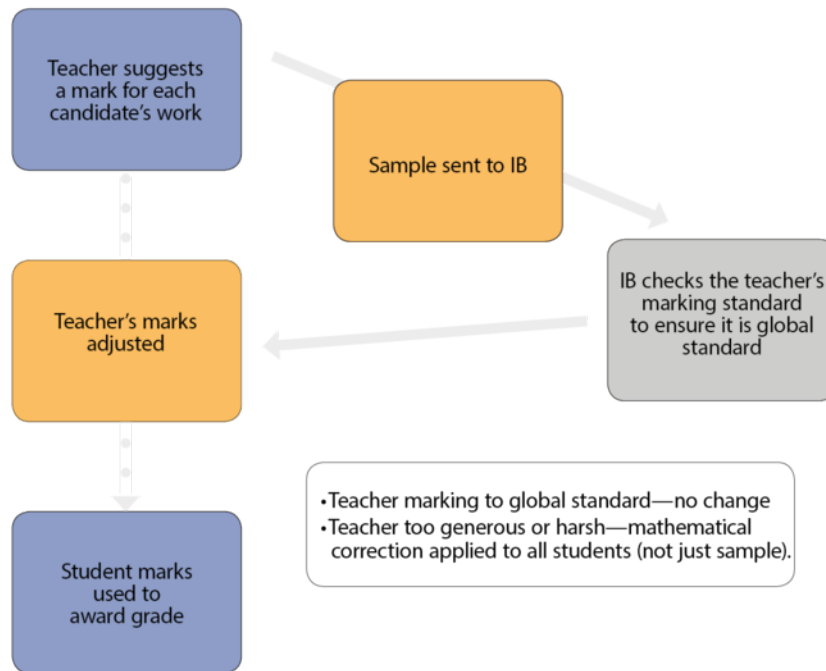 Teacher suggests
a mark for each
candidate's work
Sample sent to IB
IB checks the teacher's
marking standard
to ensure it is global
standard
Teacher's marks
adjusted
•Teacher marking to global standard—no change
•Teacher too generous or harsh—mathematical
correction applied to all students (not just sample).
Student marks
used to
award grade